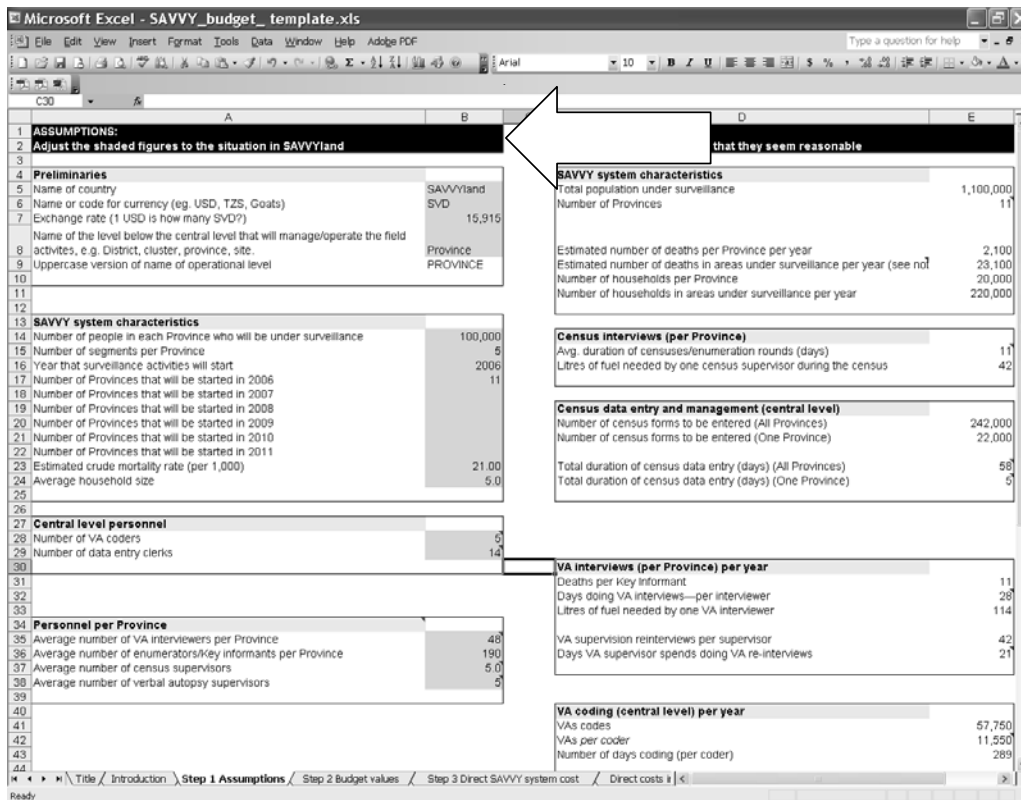 Microsoft Excel - SAVVY_budget_ template.xls
File Edit View Insert Format Tools Data Window Help Adobe PDF
Type a question for help
Arial 10 B I U $ % ,
C30 fx
A B D E
1 ASSUMPTIONS:
2 Adjust the shaded figures to the situation in SAVVYland
that they seem reasonable
3
4 Preliminaries
5 Name of country SAVVYland
6 Name or code for currency (eg. USD, TZS, Goats) SVD
7 Exchange rate (1 USD is how many SVD?) 15,915
Name of the level below the central level that will manage/operate the field
8 activites, e.g. District, cluster, province, site. Province
9 Uppercase version of name of operational level PROVINCE
10
11
12
13 SAVVY system characteristics
14 Number of people in each Province who will be under surveillance 100,000
15 Number of segments per Province 5
16 Year that surveillance activities will start 2006
17 Number of Provinces that will be started in 2006 11
18 Number of Provinces that will be started in 2007
19 Number of Provinces that will be started in 2008
20 Number of Provinces that will be started in 2009
21 Number of Provinces that will be started in 2010
22 Number of Provinces that will be started in 2011
23 Estimated crude mortality rate (per 1,000) 21.00
24 Average household size 5.0
25
26
27 Central level personnel
28 Number of VA coders 5
29 Number of data entry clerks 14
30
31
32
33
34 Personnel per Province
35 Average number of VA interviewers per Province 48
36 Average number of enumerators/Key informants per Province 190
37 Average number of census supervisors 5.0
38 Average number of verbal autopsy supervisors 5
39
40
41
42
43
44
SAVVY system characteristics
Total population under surveillance 1,100,000
Number of Provinces 11
Estimated number of deaths per Province per year 2,100
Estimated number of deaths in areas under surveillance per year (see not 23,100
Number of households per Province 20,000
Number of households in areas under surveillance per year 220,000
Census interviews (per Province)
Avg. duration of censuses/enumeration rounds (days) 11
Litres of fuel needed by one census supervisor during the census 42
Census data entry and management (central level)
Number of census forms to be entered (All Provinces) 242,000
Number of census forms to be entered (One Province) 22,000
Total duration of census data entry (days) (All Provinces) 58
Total duration of census data entry (days) (One Province) 5
VA interviews (per Province) per year
Deaths per Key Informant 11
Days doing VA interviews—per interviewer 28
Litres of fuel needed by one VA interviewer 114
VA supervision reinterviews per supervisor 42
Days VA supervisor spends doing VA re-interviews 21
VA coding (central level) per year
VAs codes 57,750
VAs per coder 11,550
Number of days coding (per coder) 289
Title / Introduction \ Step 1 Assumptions / Step 2 Budget values / Step 3 Direct SAVVY system cost / Direct costs i
Ready